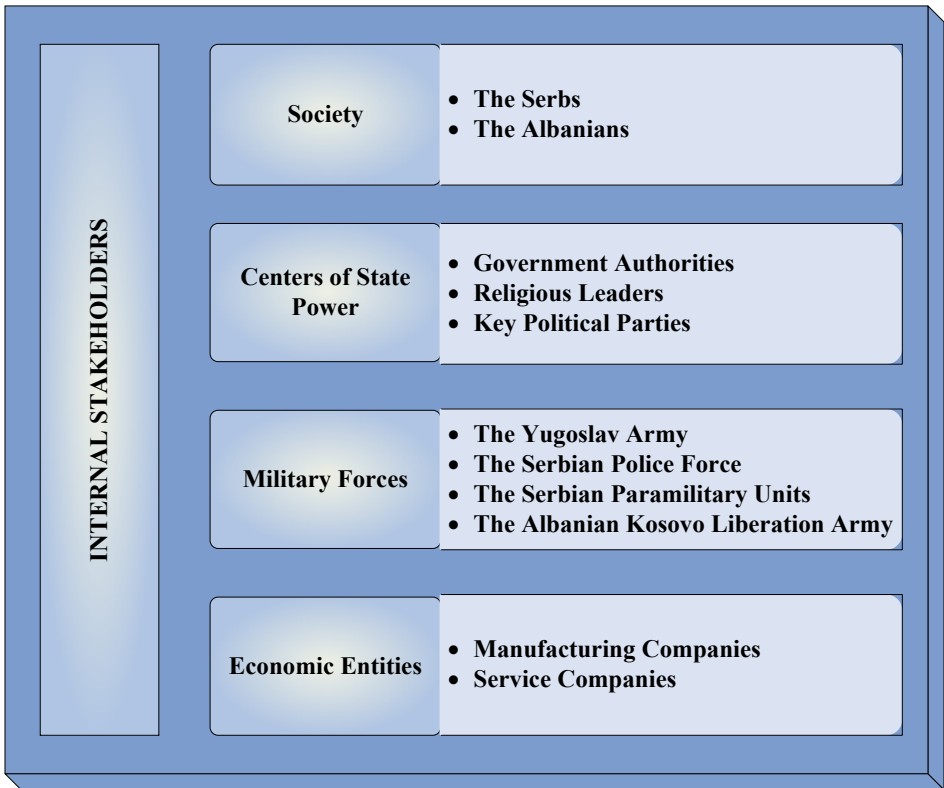 INTERNAL STAKEHOLDERS
Society
• The Serbs
• The Albanians
Centers of State
Power
• Government Authorities
• Religious Leaders
• Key Political Parties
Military Forces
• The Yugoslav Army
• The Serbian Police Force
• The Serbian Paramilitary Units
• The Albanian Kosovo Liberation Army
Economic Entities
• Manufacturing Companies
• Service Companies